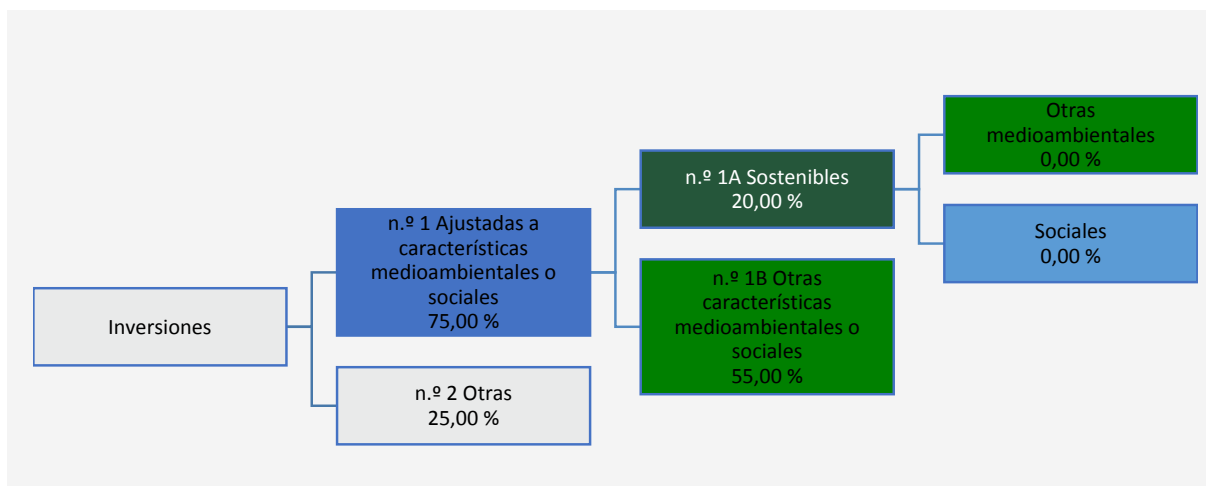 Inversiones
n.º 1 Ajustadas a
características
medioambientales o
sociales
75,00 %
n.º 2 Otras
25,00 %
n.º 1A Sostenibles
20,00 %
n.º 1B Otras
características
medioambientales o
sociales
55,00 %
Otras
medioambientales
0,00 %
Sociales
0,00 %